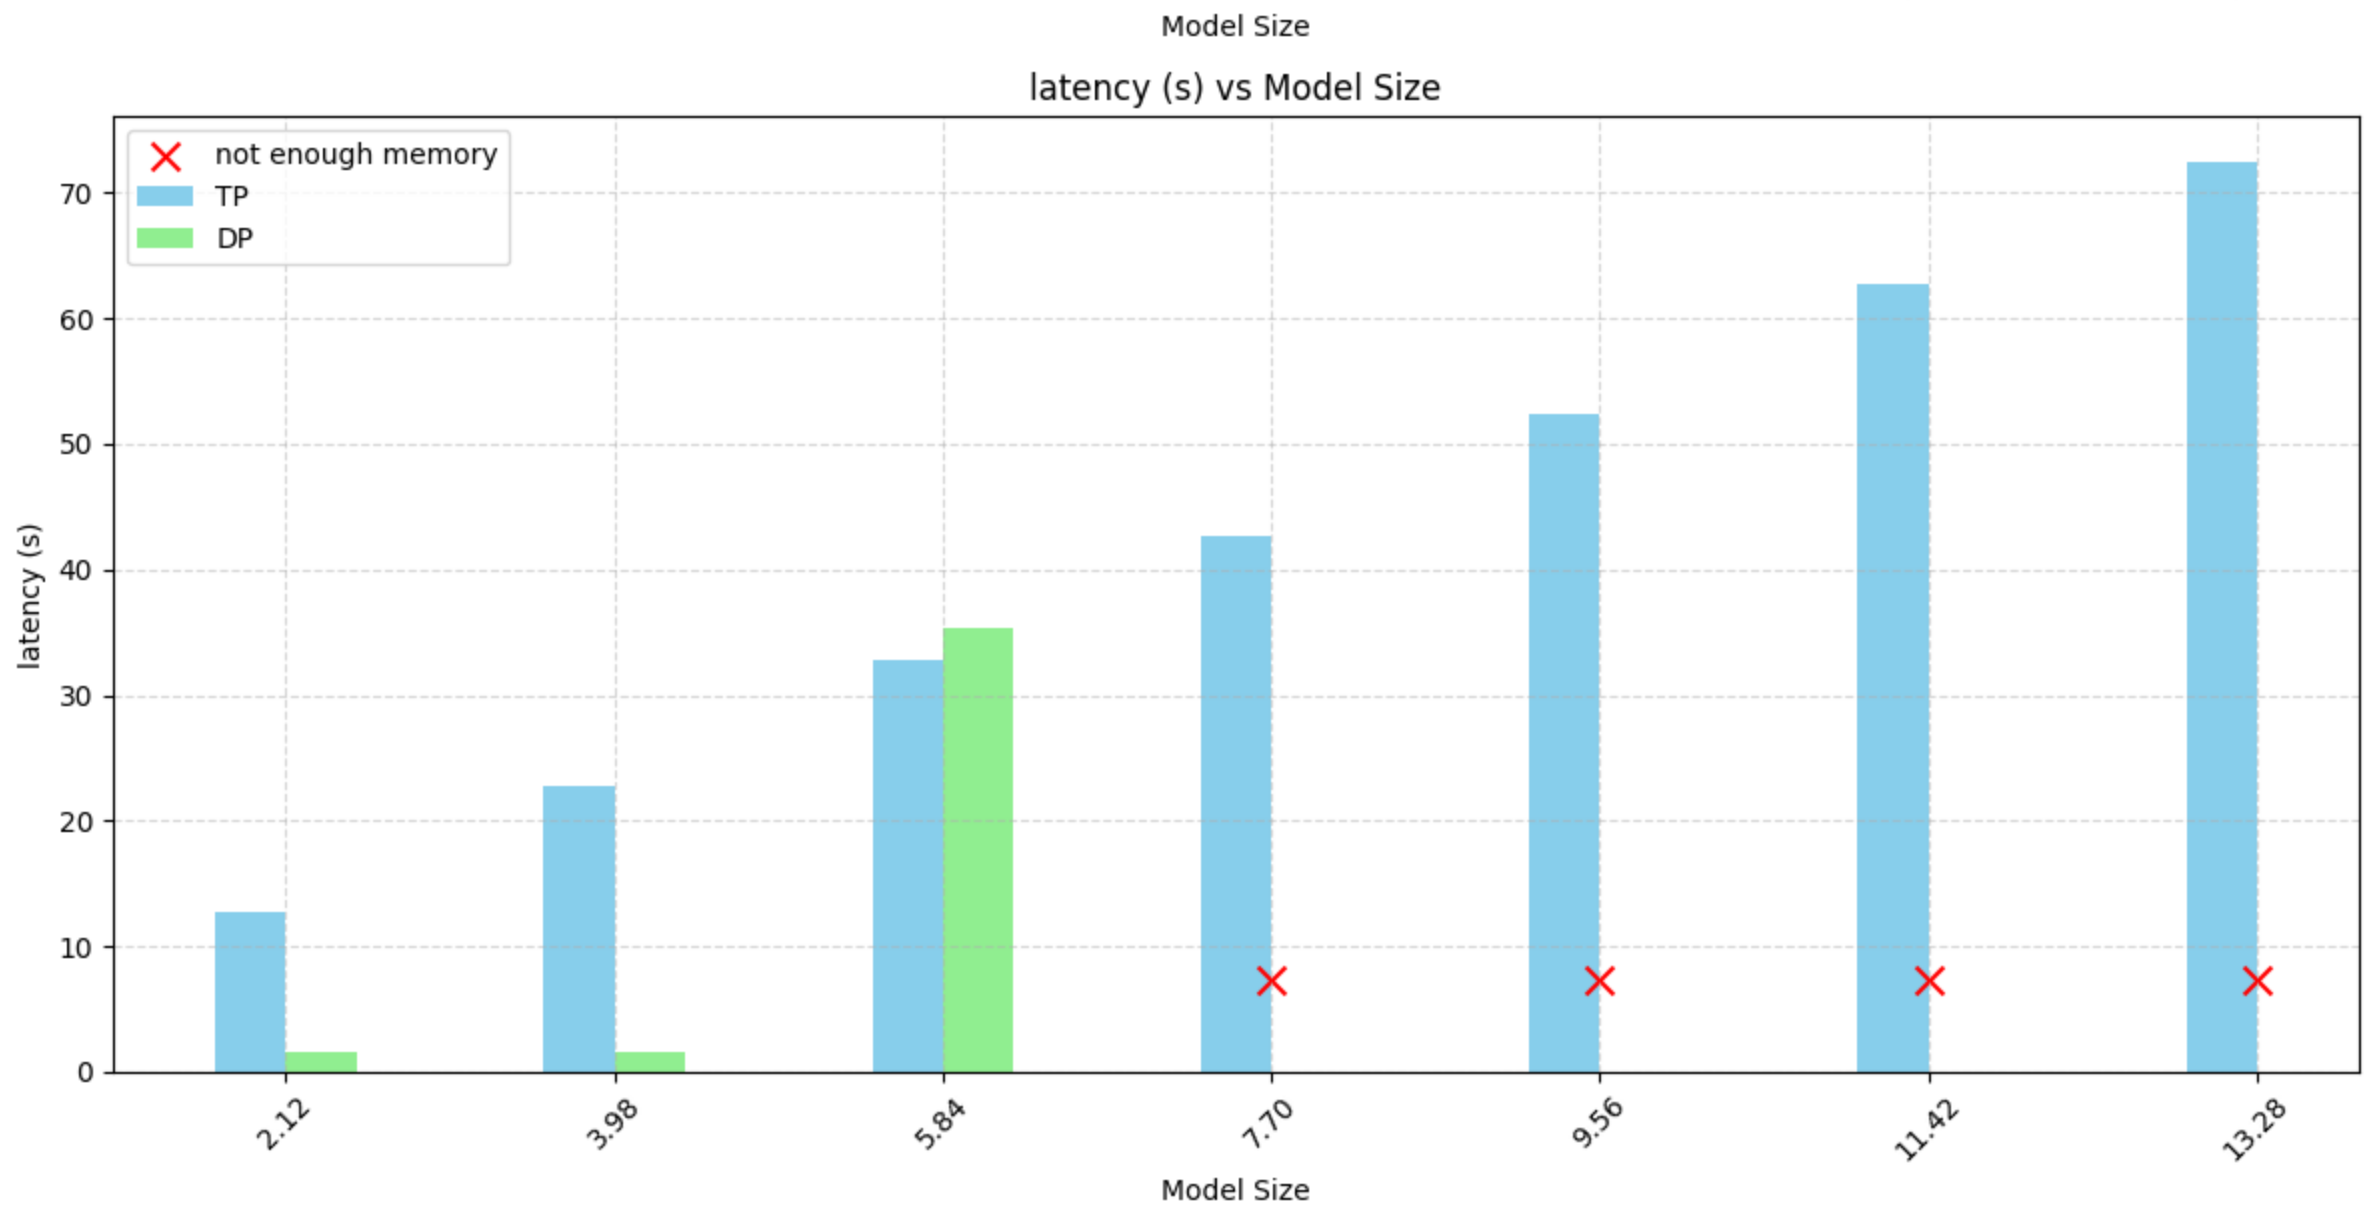 Model Size
latency (s) vs Model Size
not enough memory
TP
DP
latency (s)
70
60
50
40
30
20
10
0
2.12
3.98
5.84
7.70
9.56
11.42
13.28
Model Size